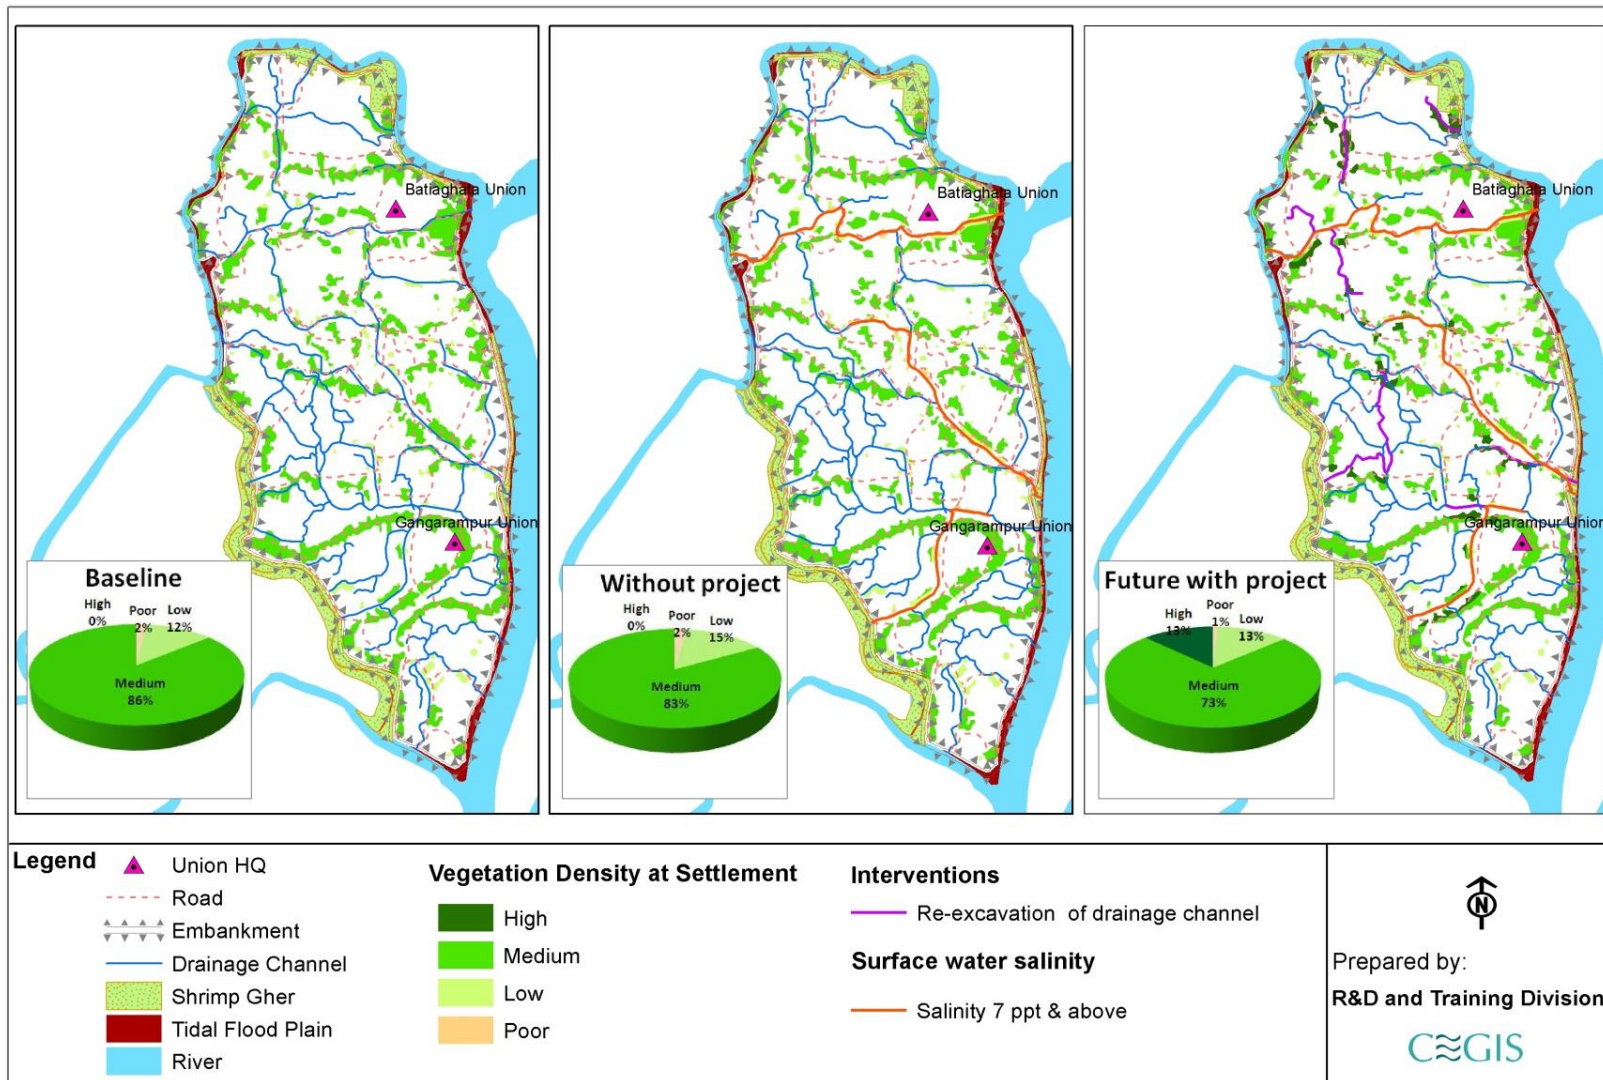 Batiaghata Union
Gangarampur Union
Baseline
High
0%
Poor
2%
Low
12%
Medium
86%
Batiaghata Union
Gangarampur Union
Without project
High
0%
Poor
2%
Low
15%
Medium
83%
Batiaghata Union
Gangarampur Union
Future with project
High
13%
Poor
1%
Low
13%
Medium
73%
Legend
Union HQ
Road
Embankment
Drainage Channel
Shrimp Gher
Tidal Flood Plain
River
Vegetation Density at Settlement
High
Medium
Low
Poor
Interventions
Re-excavation of drainage channel
Surface water salinity
Salinity 7 ppt & above
N
Prepared by:
R&D and Training Division
CEGIS